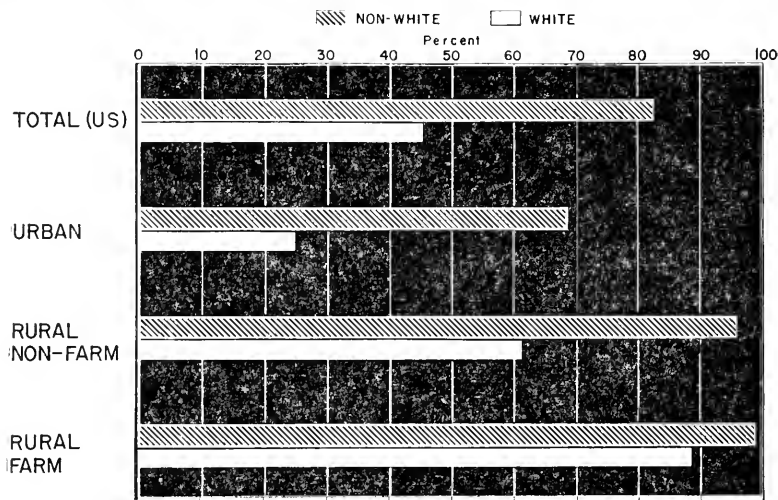 NON-WHITE WHITE
Percent
0 10 20 30 40 50 60 70 80 90 100
TOTAL (US)
URBAN
RURAL
NON-FARM
RURAL
FARM